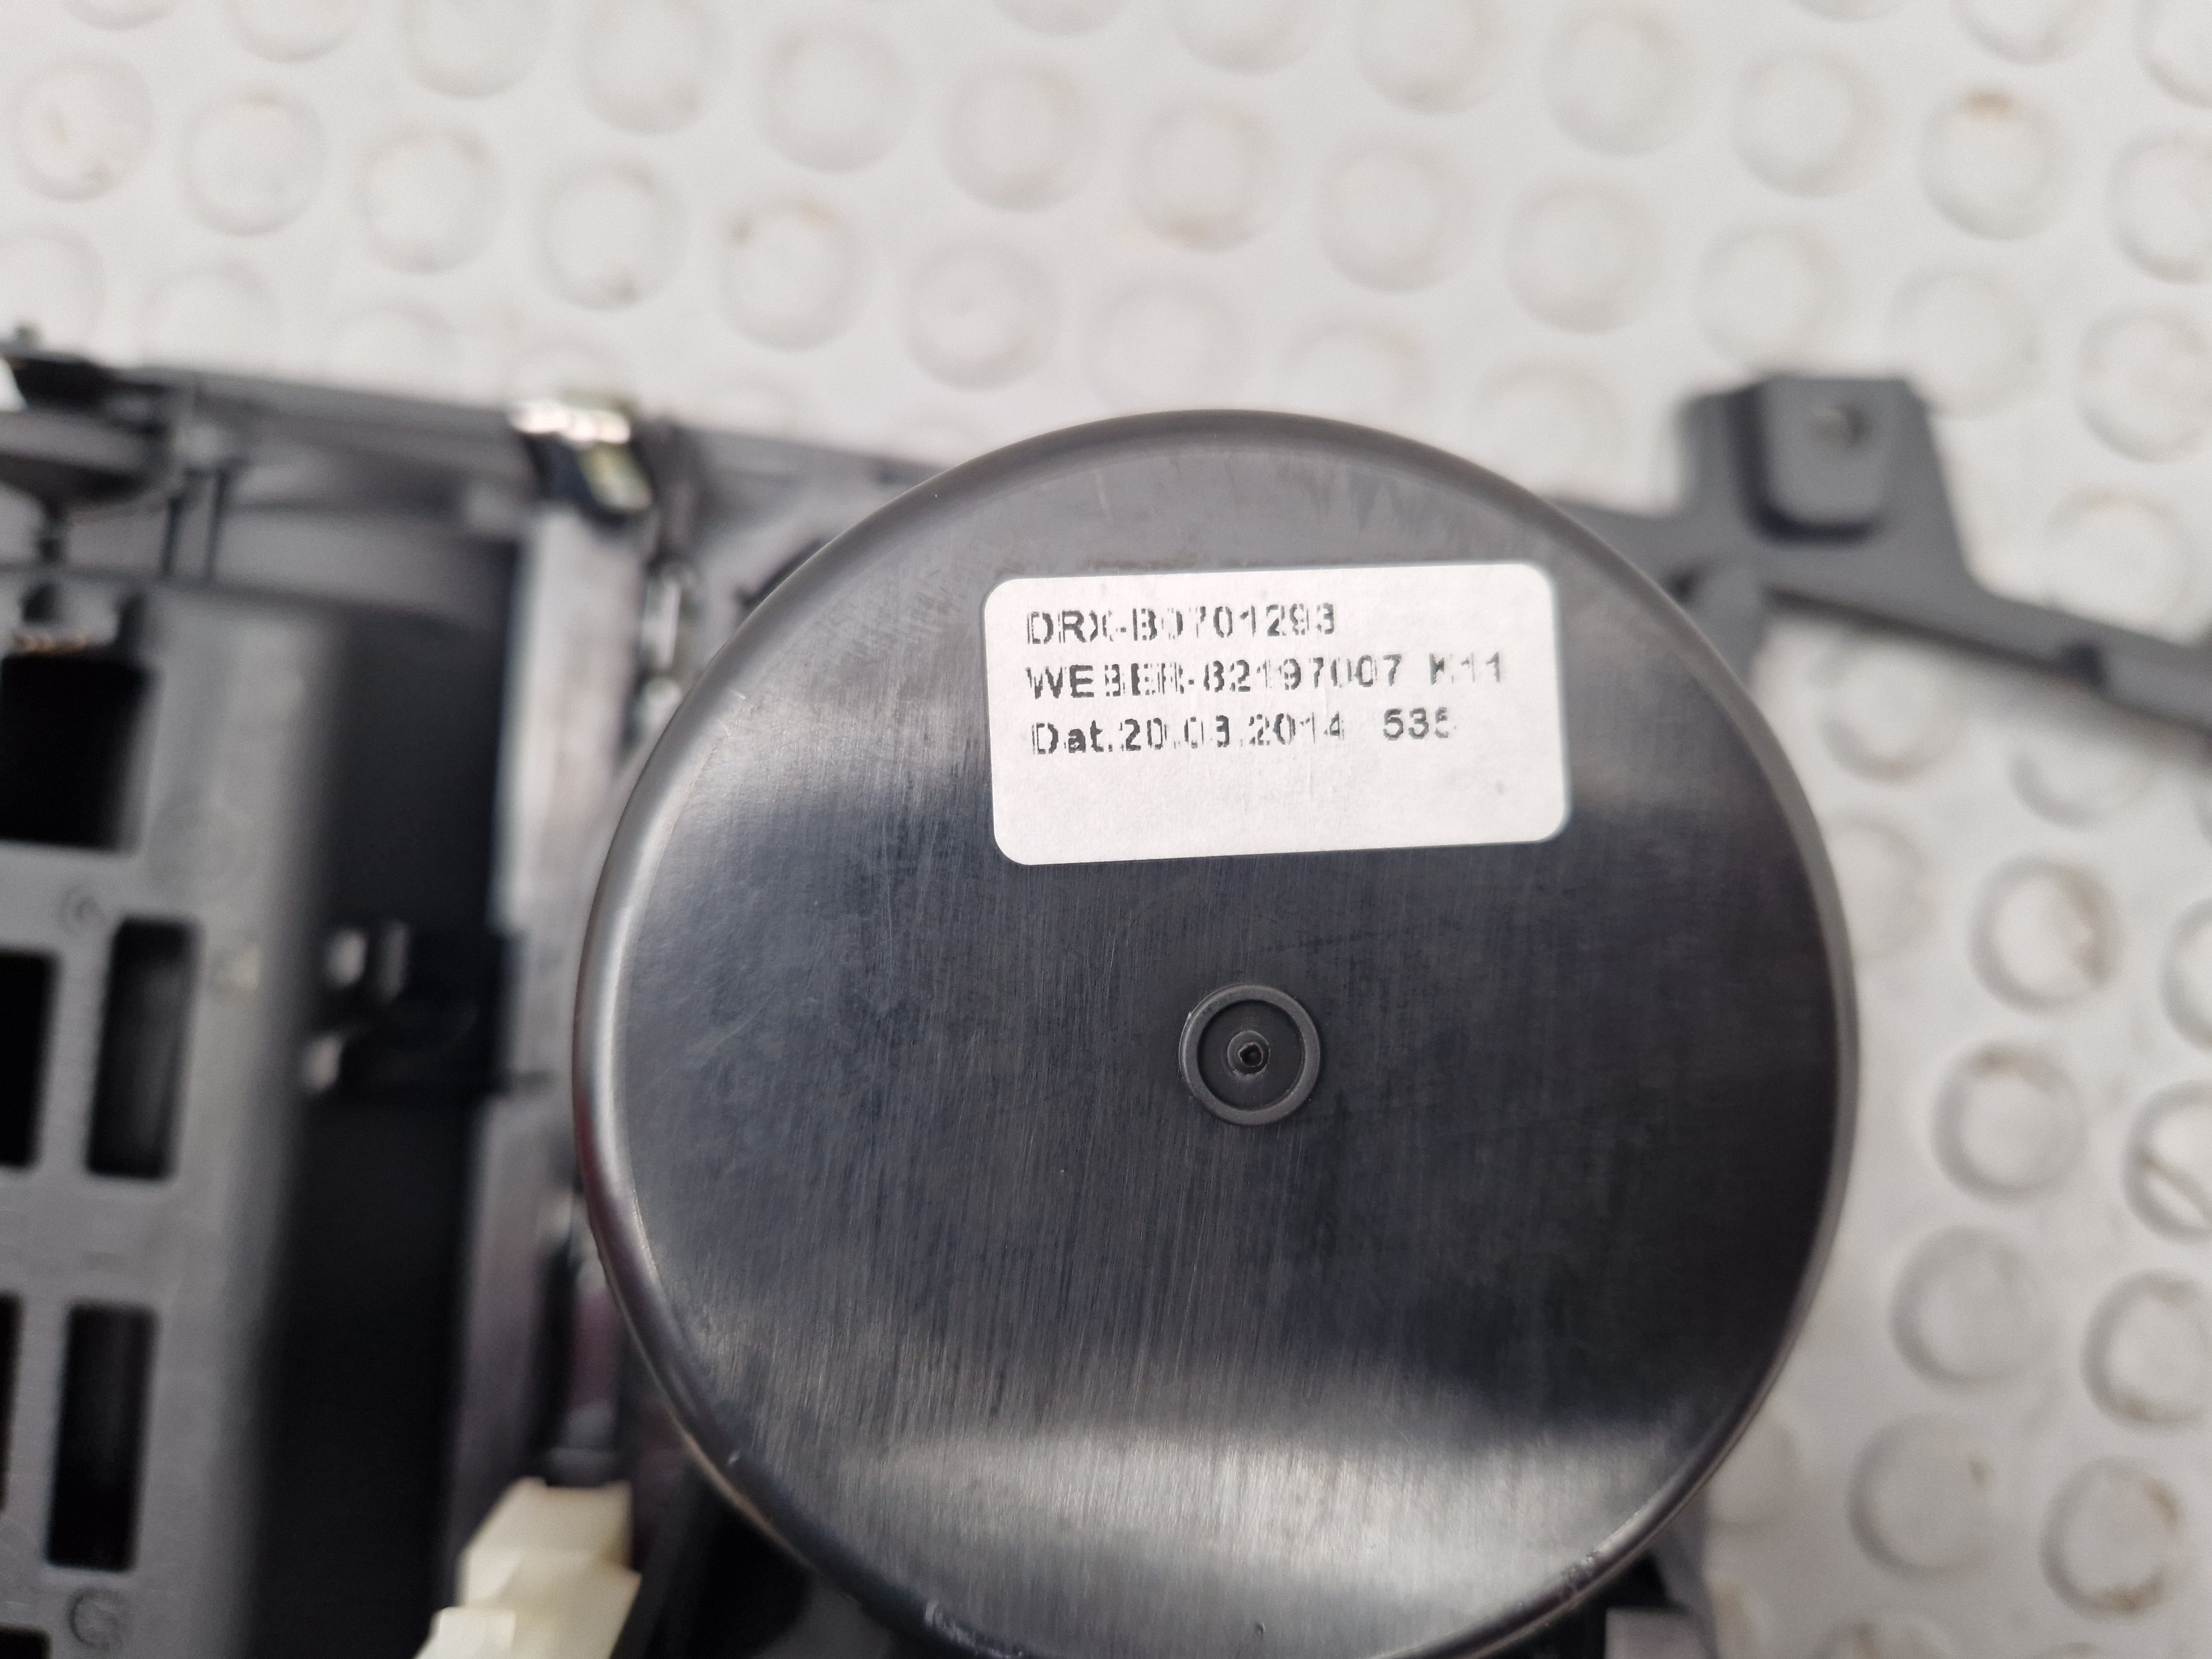 DRX-B0701293
WEBER-82197007 K11
Dat.20.03.2014 535